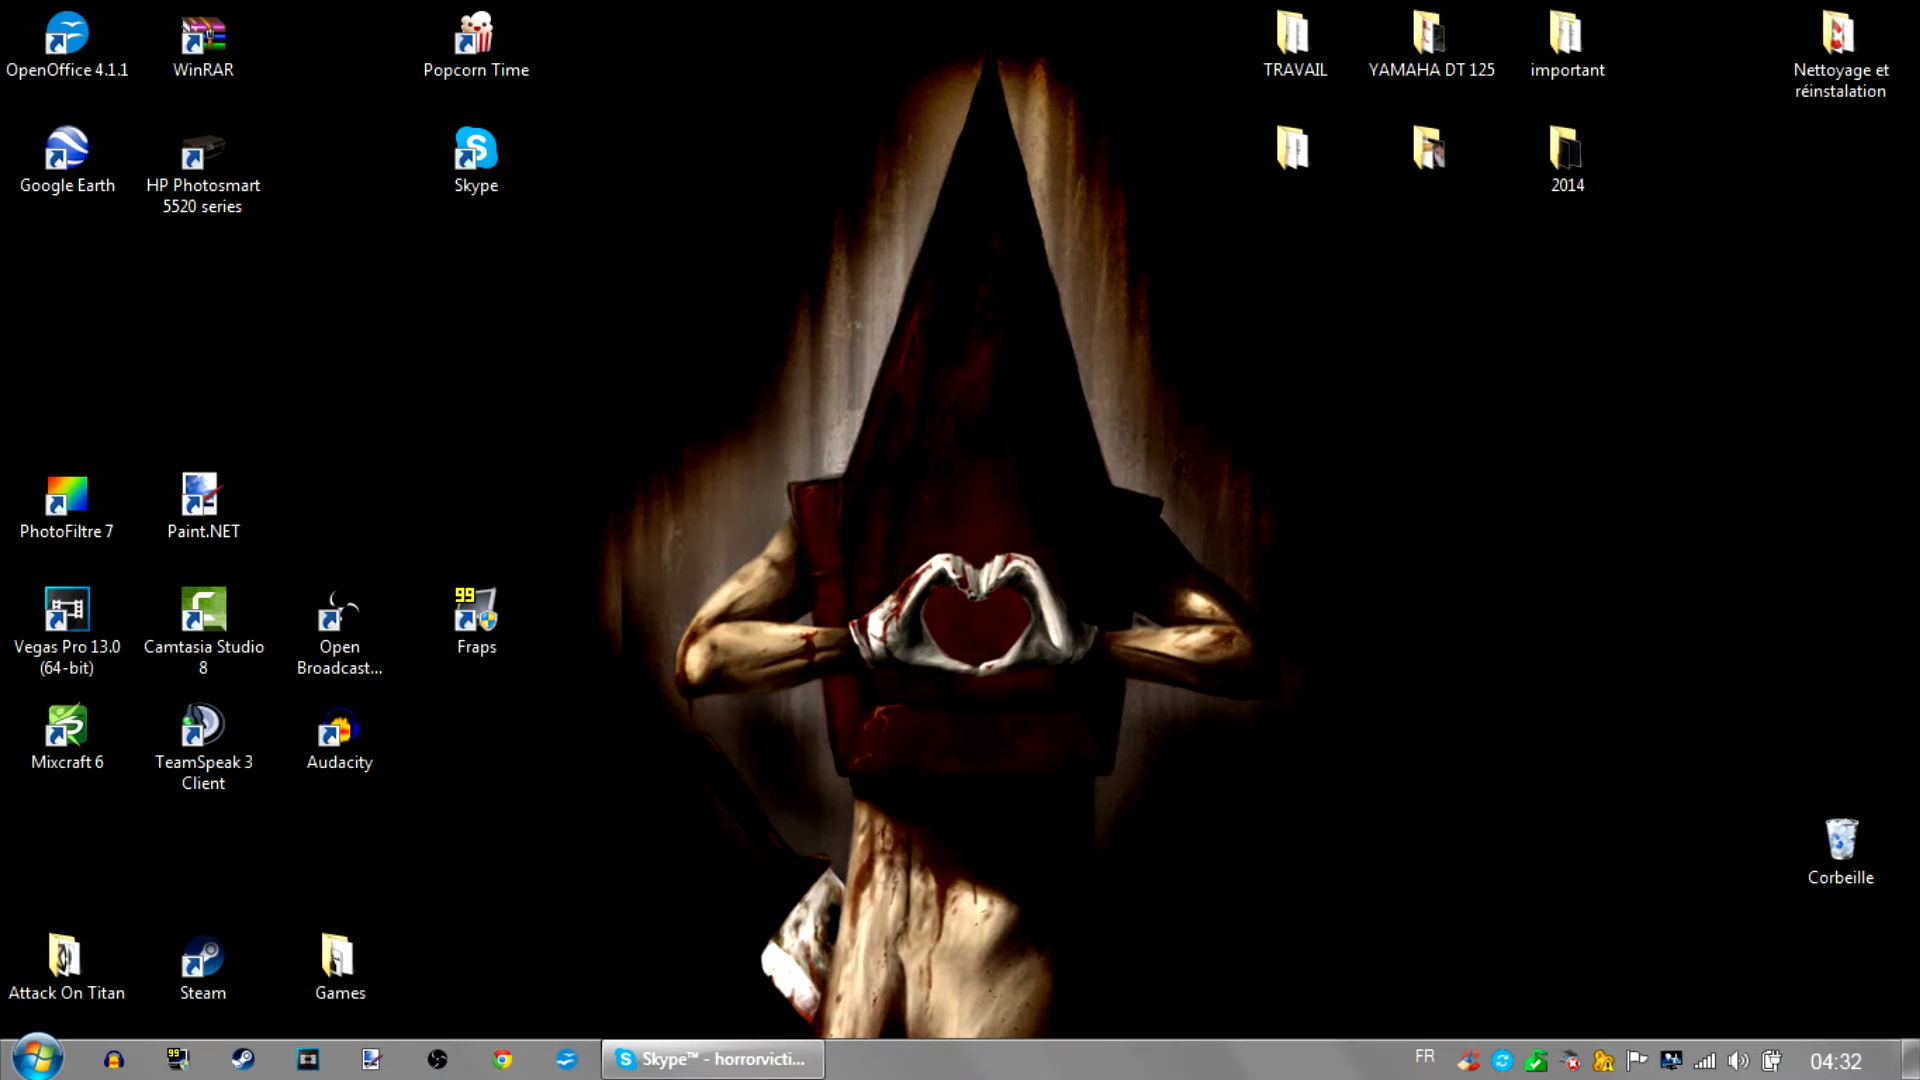 OpenOffice 4.1.1
WinRAR
Popcorn Time
TRAVAIL
YAMAHA DT 125
important
Nettoyage et
réinstalation
Google Earth
HP Photosmart
5520 series
Skype
2014
PhotoFiltre 7
Paint.NET
99
Vegas Pro 13.0
(64-bit)
Camtasia Studio
8
Open
Broadcast...
Fraps
Mixcraft 6
TeamSpeak 3
Client
Audacity
Corbeille
Attack On Titan
Steam
Games
99
Skype™ - horrorvicti...
FR
04:32